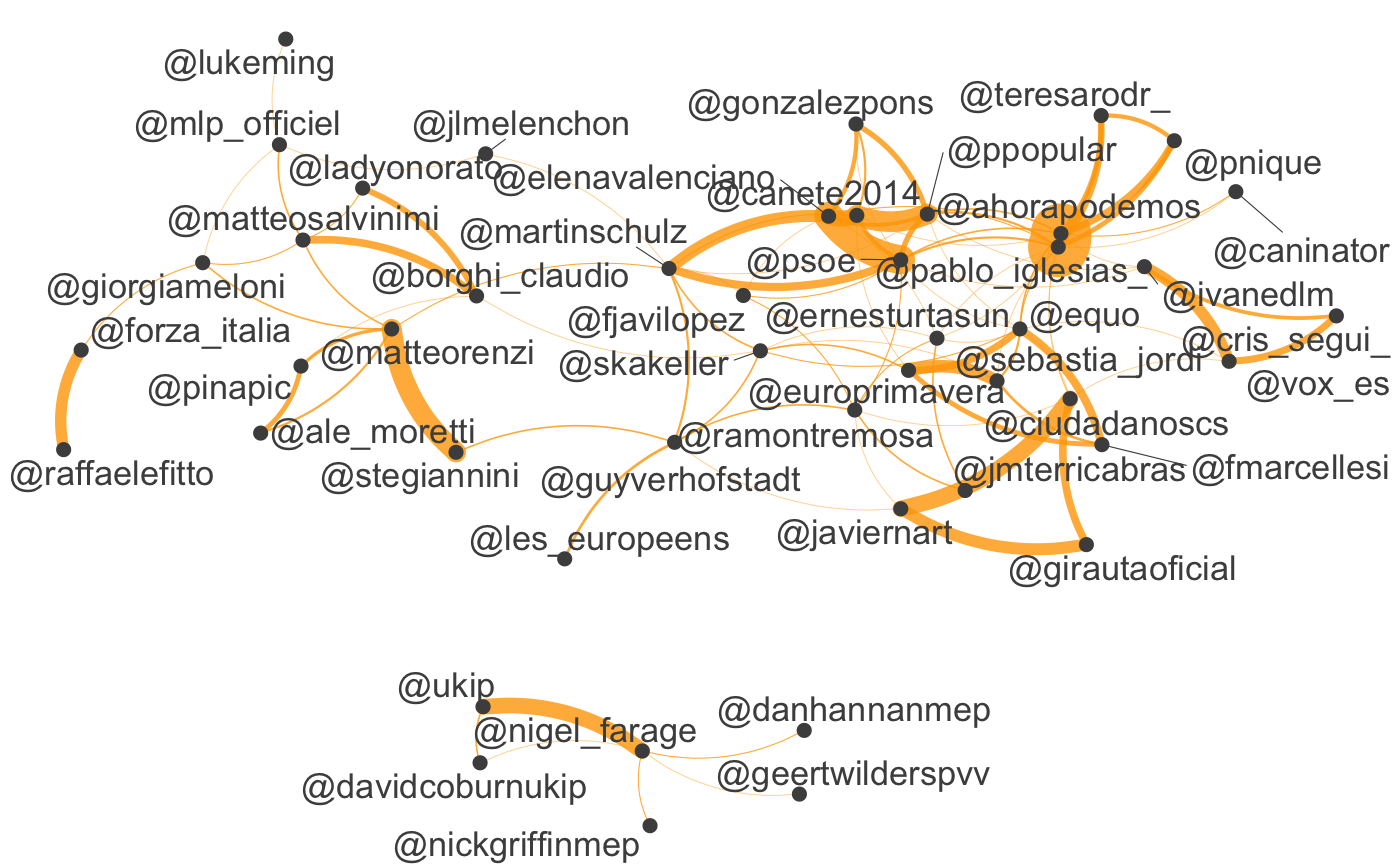 @lukeming
@mlp_officiel
@jlmelenchon
@gonzalezpons
@teresarodr_
@ladyonorato
@elenavalenciano
@canete2014
@ppopular
@pnique
@matteosalvinimi
@martinschulz
@ahorapodemos
@caninator
@giorgiameloni
@borghi_claudio
@psoe
@pablo_iglesias_
@ivanedlm
@forza_italia
@fjavilopez
@ernesturtasun
@equo
@cris_segui_
@matteorenzi
@skakeller
@sebastia_jordi
@vox_es
@pinapic
@europrimavera
@ale_moretti
@ramontremosa
@ciudadanoscs
@raffaelefitto
@stegiannini
@guyverhofstadt
@jmterricabras
@fmarcellesi
@les_europeens
@javiernart
@girautaoficial
@ukip
@nigel_farage
@danhannanmep
@davidcoburnukip
@geertwilderspvv
@nickgriffinmep